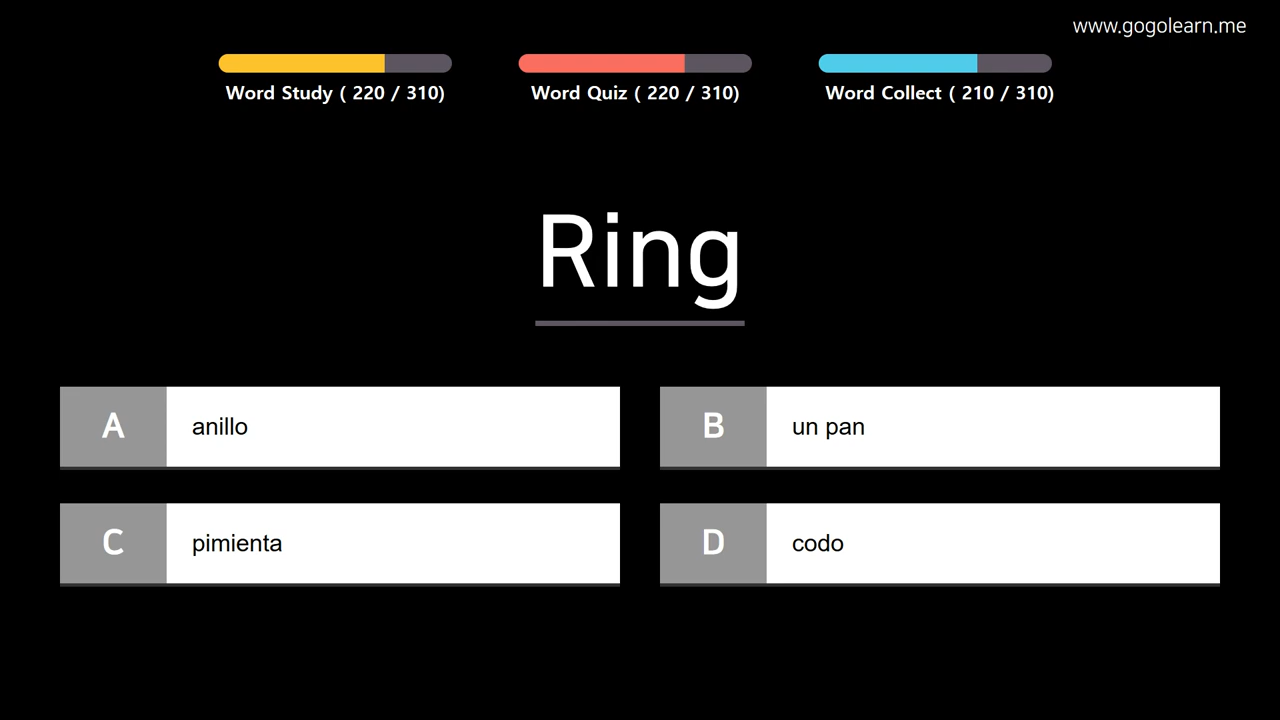 www.gogolearn.me
Word Study ( 220 / 310)
Word Quiz ( 220 / 310)
Word Collect ( 210 / 310)
Ring
A anillo
B un pan
C pimienta
D codo